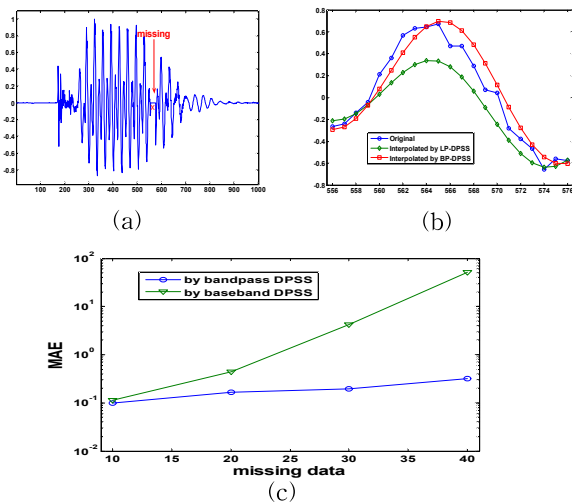 missing
1
0.8
0.6
0.4
0.2
0
-0.2
-0.4
-0.6
-0.8
100 200 300 400 500 600 700 800 900 1000
(a)
0.8
0.6
0.4
0.2
0
-0.2
-0.4
-0.6
-0.8
Original
Interpolated by LP-DPSS
Interpolated by BP-DPSS
556 558 560 562 564 566 568 570 572 574 576
(b)
10^2
10^1
10^0
10^-1
10^-2
MAE
by bandpass DPSS
by baseband DPSS
10 15 20 25 30 35 40
missing data
(c)